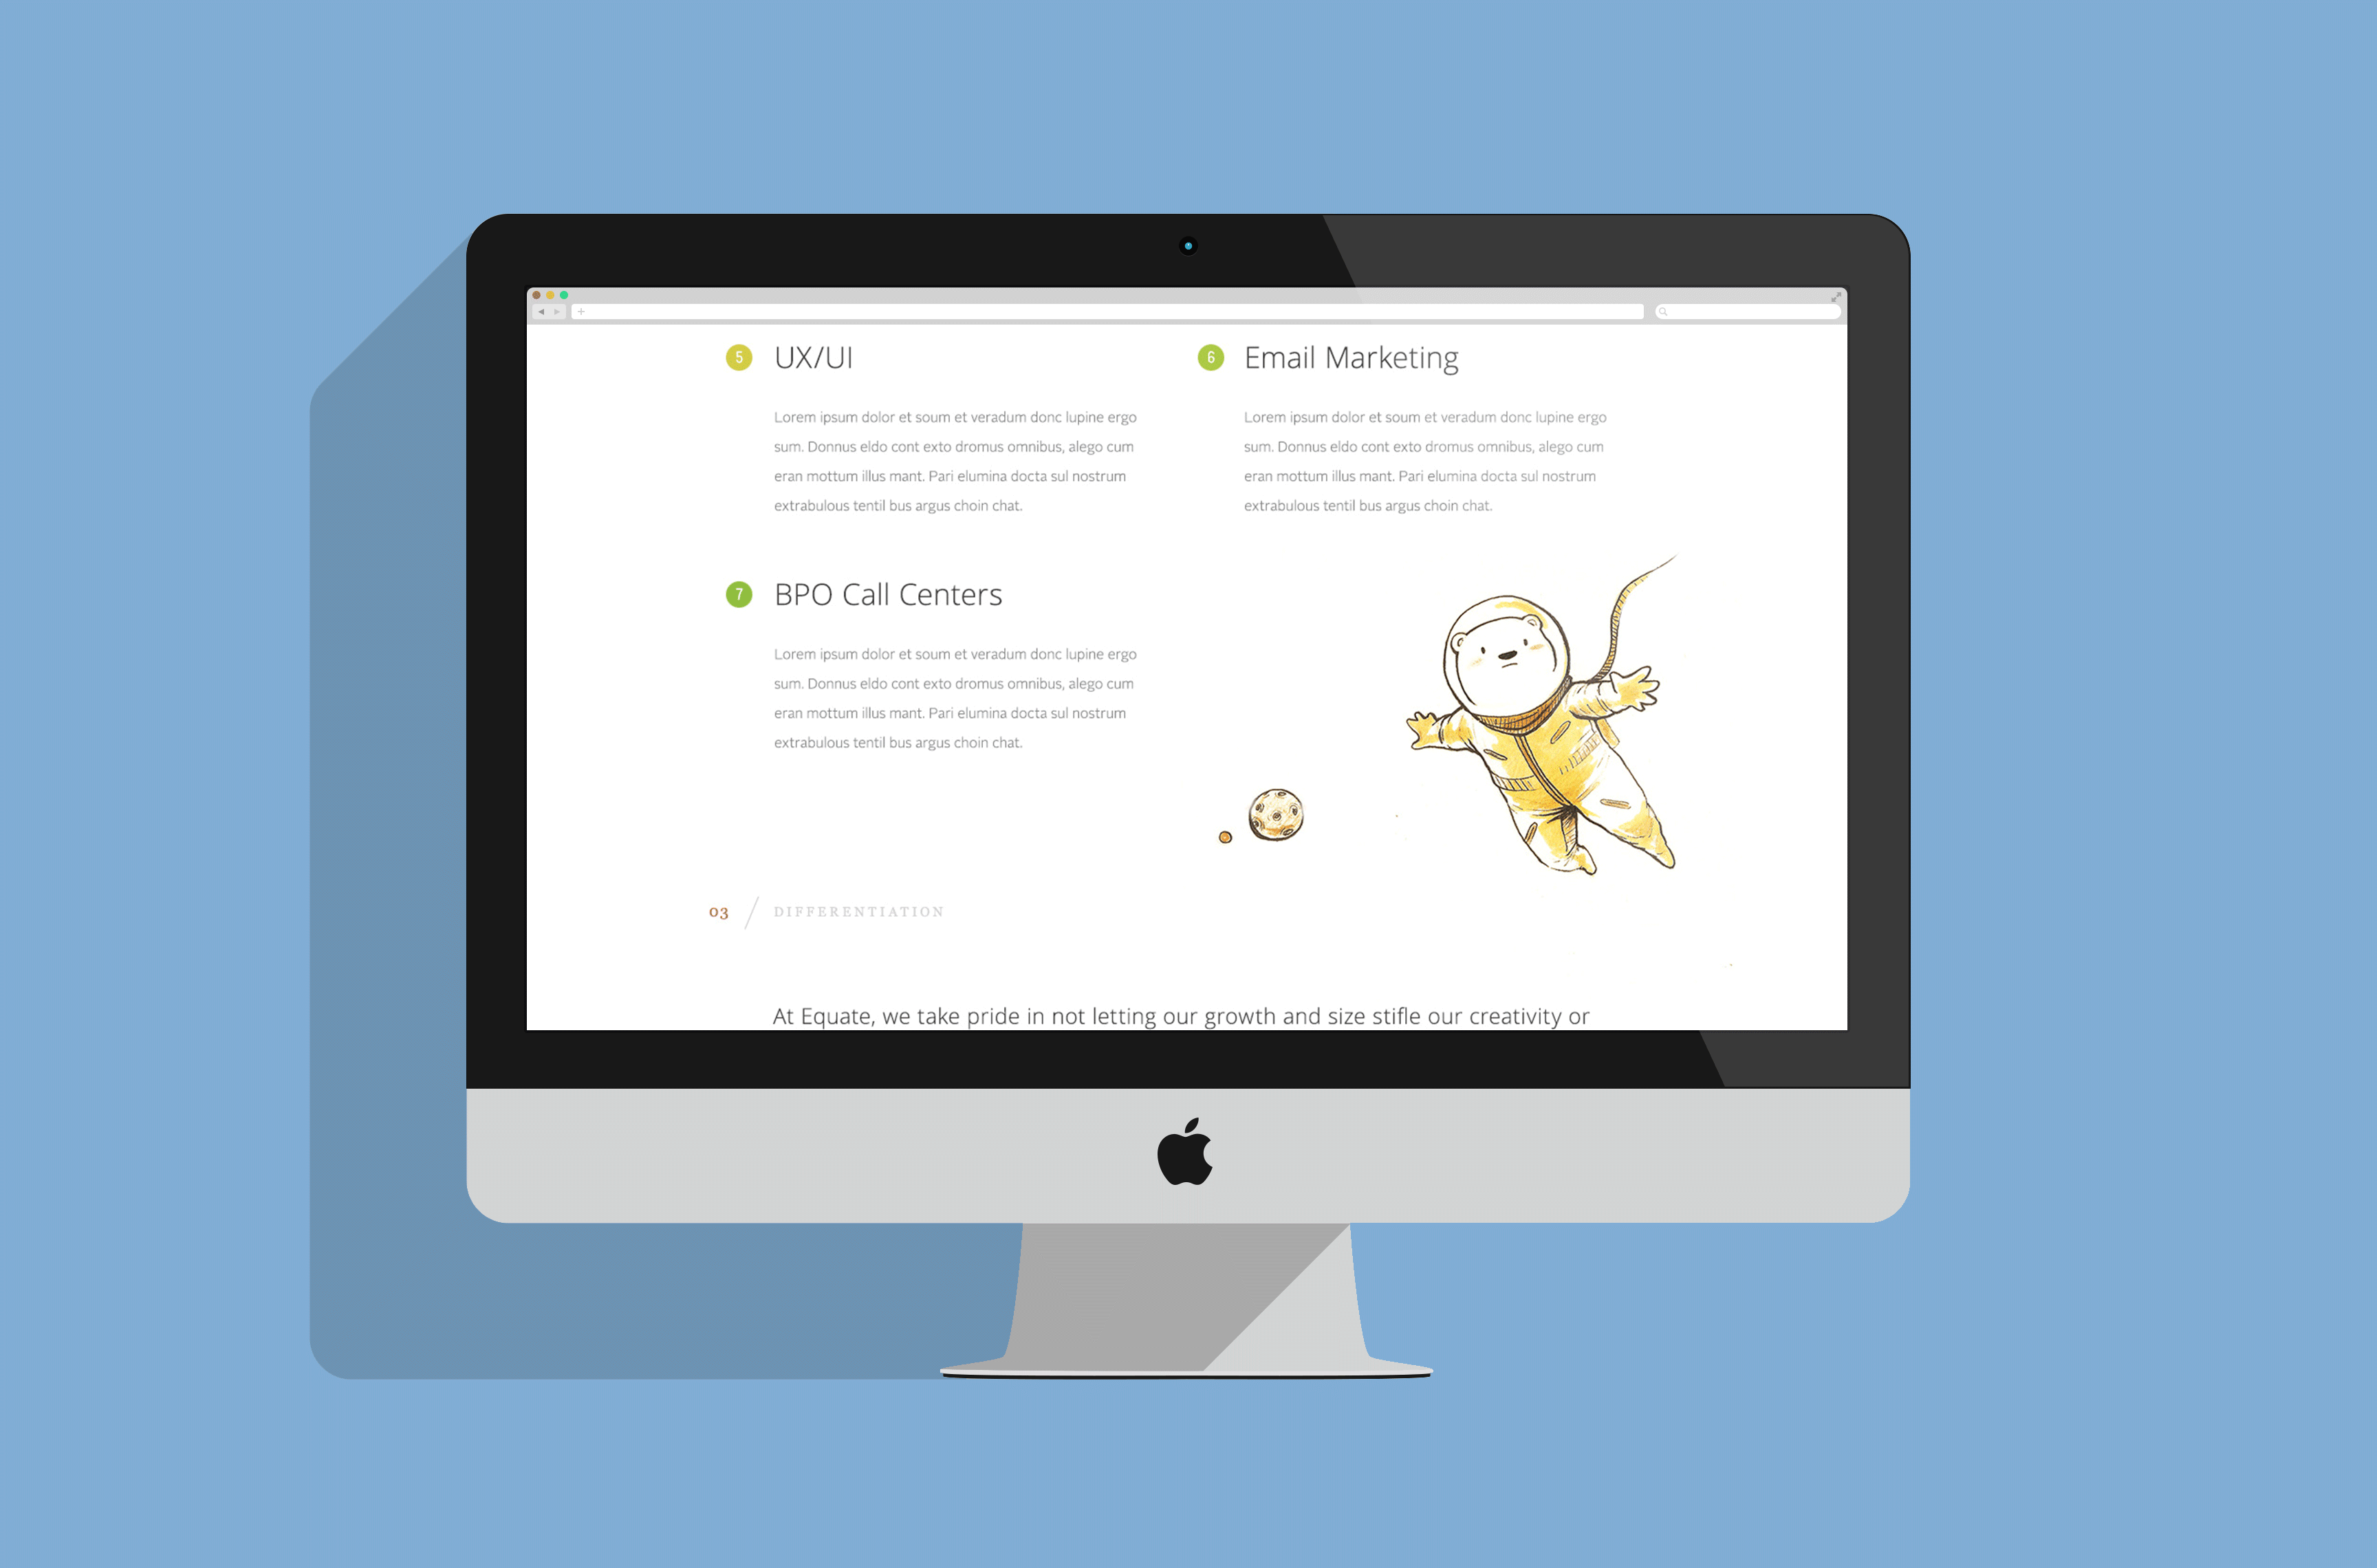 5 UX/UI
Lorem ipsum dolor et soum et veradum donc lupine ergo
sum. Donnus eldo cont exto dromus omnibus, alego cum
eran mottum illus mant. Pari elumina docta sul nostrum
extrabulous tentil bus argus choin chat.
6 Email Marketing
Lorem ipsum dolor et soum et veradum donc lupine ergo
sum. Donnus eldo cont exto dromus omnibus, alego cum
eran mottum illus mant. Pari elumina docta sul nostrum
extrabulous tentil bus argus choin chat.
7 BPO Call Centers
Lorem ipsum dolor et soum et veradum donc lupine ergo
sum. Donnus eldo cont exto dromus omnibus, alego cum
eran mottum illus mant. Pari elumina docta sul nostrum
extrabulous tentil bus argus choin chat.
03 / DIFFERENTIATION
At Equate, we take pride in not letting our growth and size stifle our creativity or